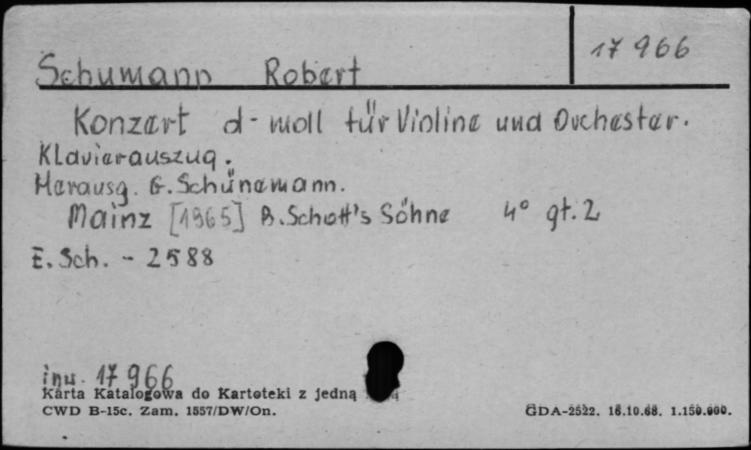 17 966
Schumann Robert
Konzert d-moll für Violine und Orchester.
Klavierauszug.
Herausg. G. Schünemann.
Mainz [1965] B. Schott's Söhne 4° gł. 2
E. Sch. - 2588
inw. 17 966
Karta Katalogowa do Kartoteki z jedną
CWD B-15c. Zam. 1557/DW/On.
GDA-2522. 16.10.68. 1.150.000.